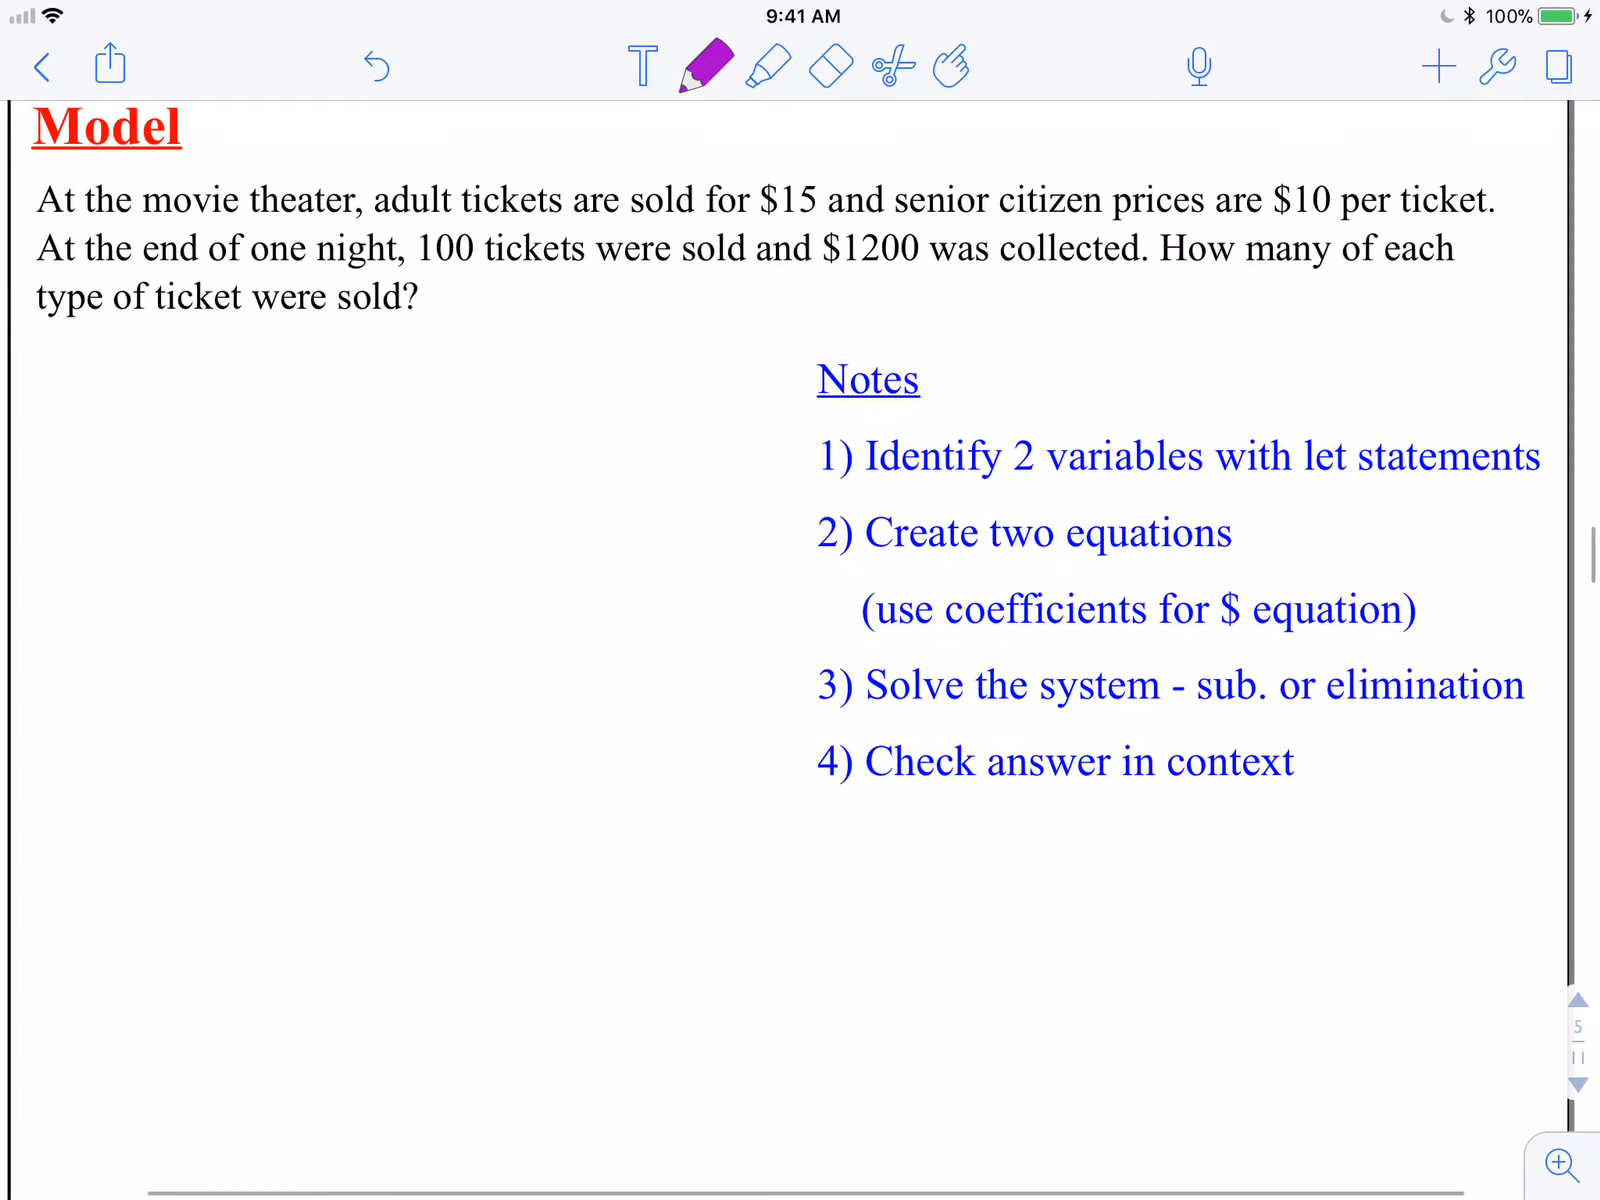 9:41 AM
100%
T
Model
At the movie theater, adult tickets are sold for $15 and senior citizen prices are $10 per ticket.
At the end of one night, 100 tickets were sold and $1200 was collected. How many of each
type of ticket were sold?
Notes
1) Identify 2 variables with let statements
2) Create two equations
(use coefficients for $ equation)
3) Solve the system - sub. or elimination
4) Check answer in context
5
11